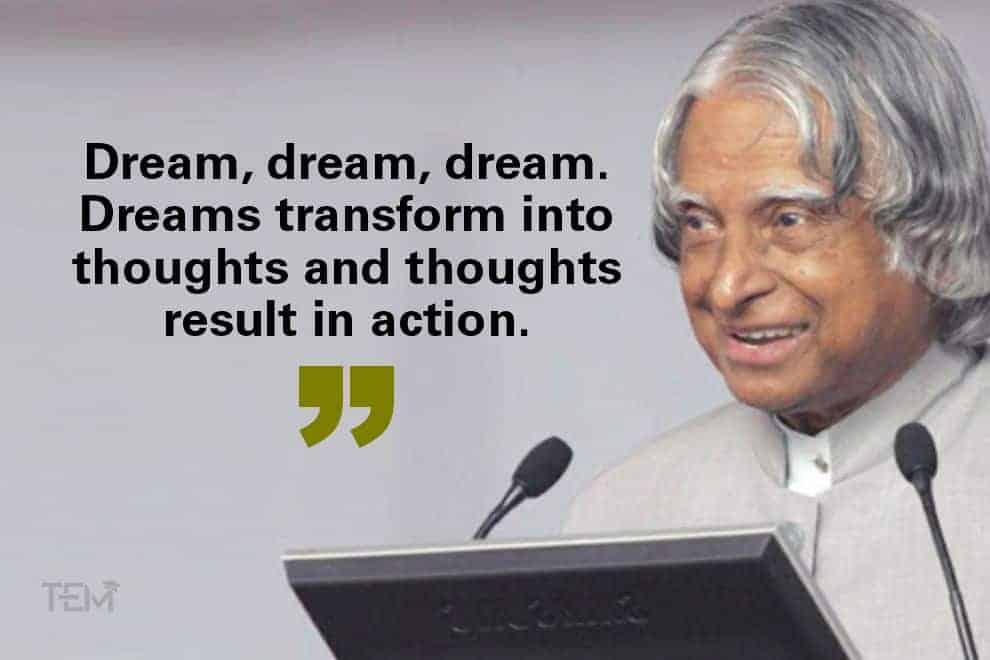 Dream, dream, dream.
Dreams transform into
thoughts and thoughts
result in action.
”
TEM